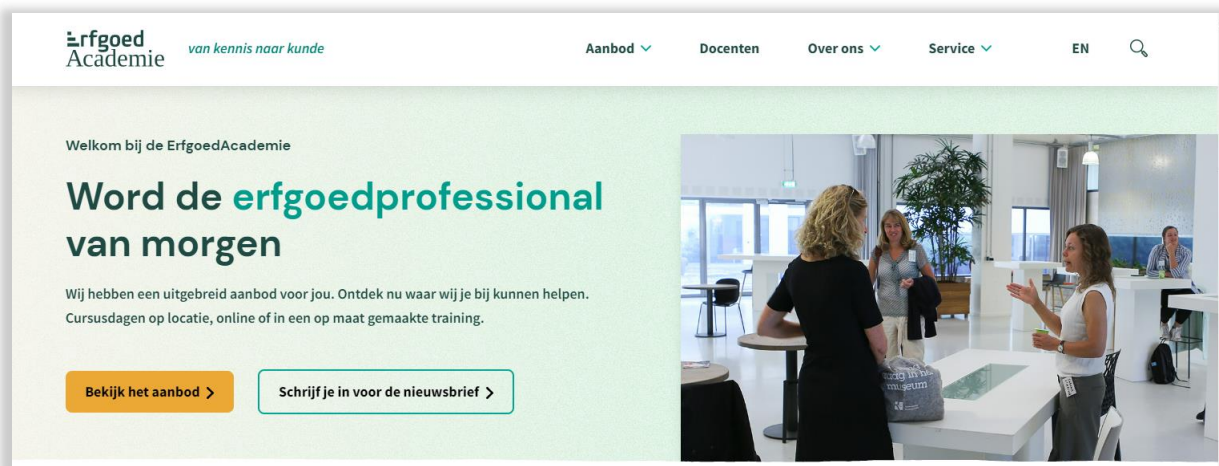 Erfgoed
Academie
van kennis naar kunde
Aanbod
Docenten
Over ons
Service
EN
Welkom bij de ErfgoedAcademie
Word de erfgoedprofessional
van morgen
Wij hebben een uitgebreid aanbod voor jou. Ontdek nu waar wij je bij kunnen helpen.
Cursusdagen op locatie, online of in een op maat gemaakte training.
Bekijk het aanbod
Schrijf je in voor de nieuwsbrief
museum